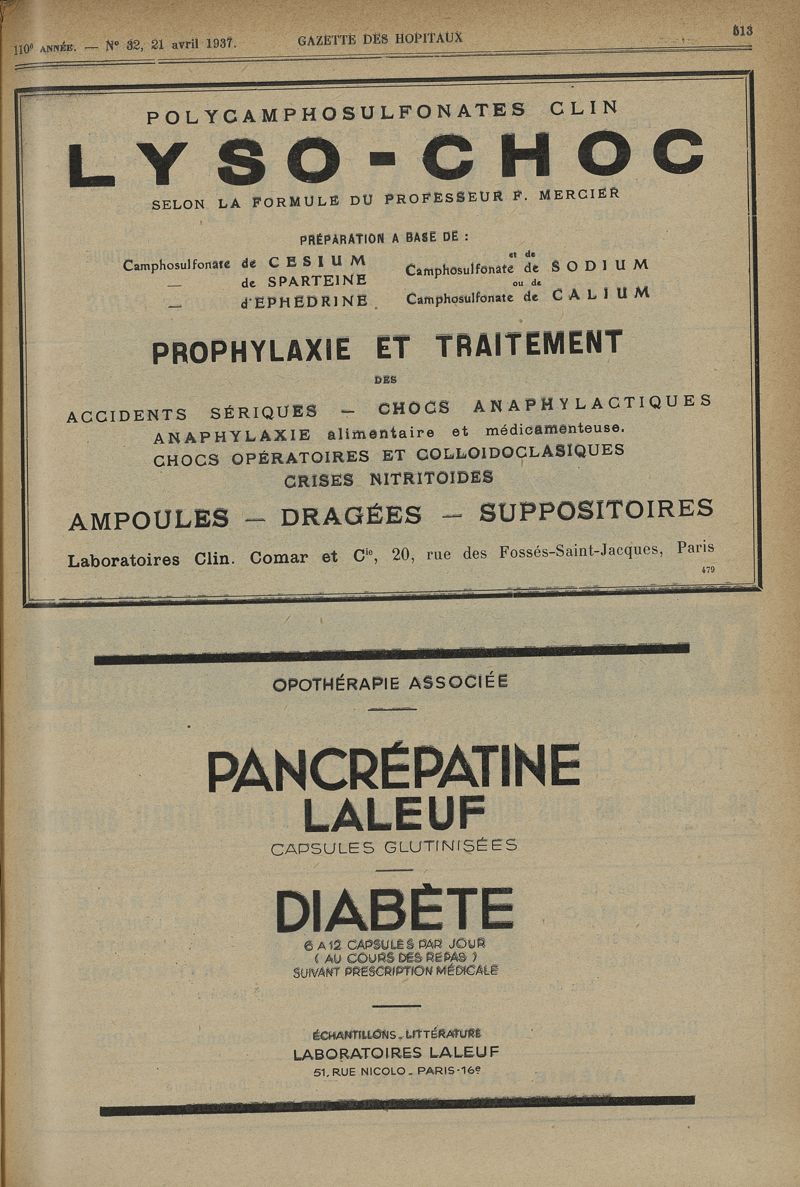 110e ANNÉE. — N° 32, 21 avril 1937.
GAZETTE DES HOPITAUX
513
POLYCAMPHOSULFONATES CLIN
LYSO-CHOC
SELON LA FORMULE DU PROFESSEUR F. MERCIER
PRÉPARATION A BASE DE :
Camphosulfonate de CESIUM
— de SPARTEINE
— d'EPHÉDRINE
et de
Camphosulfonate de SODIUM
ou de
Camphosulfonate de CALIUM
PROPHYLAXIE ET TRAITEMENT
DES
ACCIDENTS SÉRIQUES — CHOCS ANAPHYLACTIQUES
ANAPHYLAXIE alimentaire et médicamenteuse.
CHOCS OPÉRATOIRES ET COLLOIDOCLASIQUES
CRISES NITRITOIDES
AMPOULES — DRAGÉES — SUPPOSITOIRES
Laboratoires Clin. Comar et Cie, 20, rue des Fossés-Saint-Jacques, Paris
479
OPOTHÉRAPIE ASSOCIÉE
PANCRÉPATINE
LALEUF
CAPSULES GLUTINISÉES
DIABÈTE
6 A 12 CAPSULES PAR JOUR
( AU COURS DES REPAS )
SUIVANT PRESCRIPTION MÉDICALE
ÉCHANTILLONS - LITTÉRATURE
LABORATOIRES LALEUF
51, RUE NICOLO - PARIS-16e